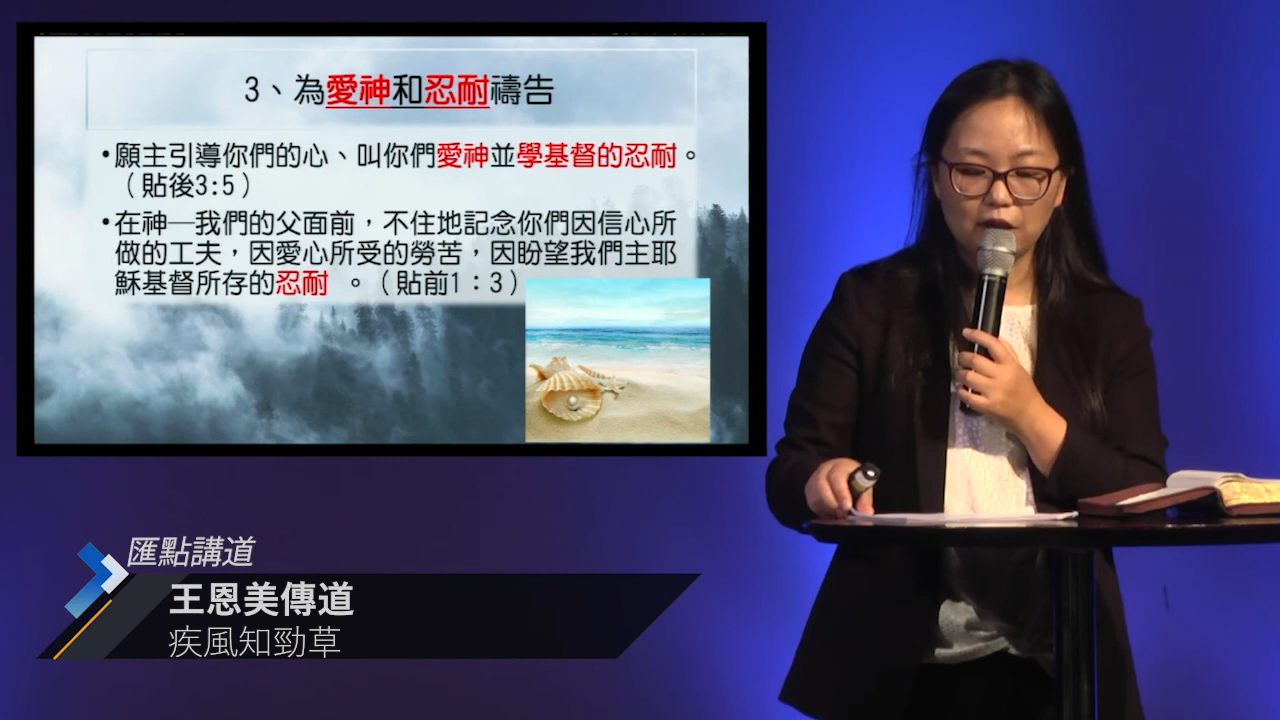 3、為愛神和忍耐禱告
•願主引導你們的心、叫你們愛神並學基督的忍耐。
（貼後3:5）
•在神─我們的父面前，不住地記念你們因信心所
做的工夫，因愛心所受的勞苦，因盼望我們主耶
穌基督所存的忍耐 。（貼前1：3）
匯點講道
王恩美傳道
疾風知勁草